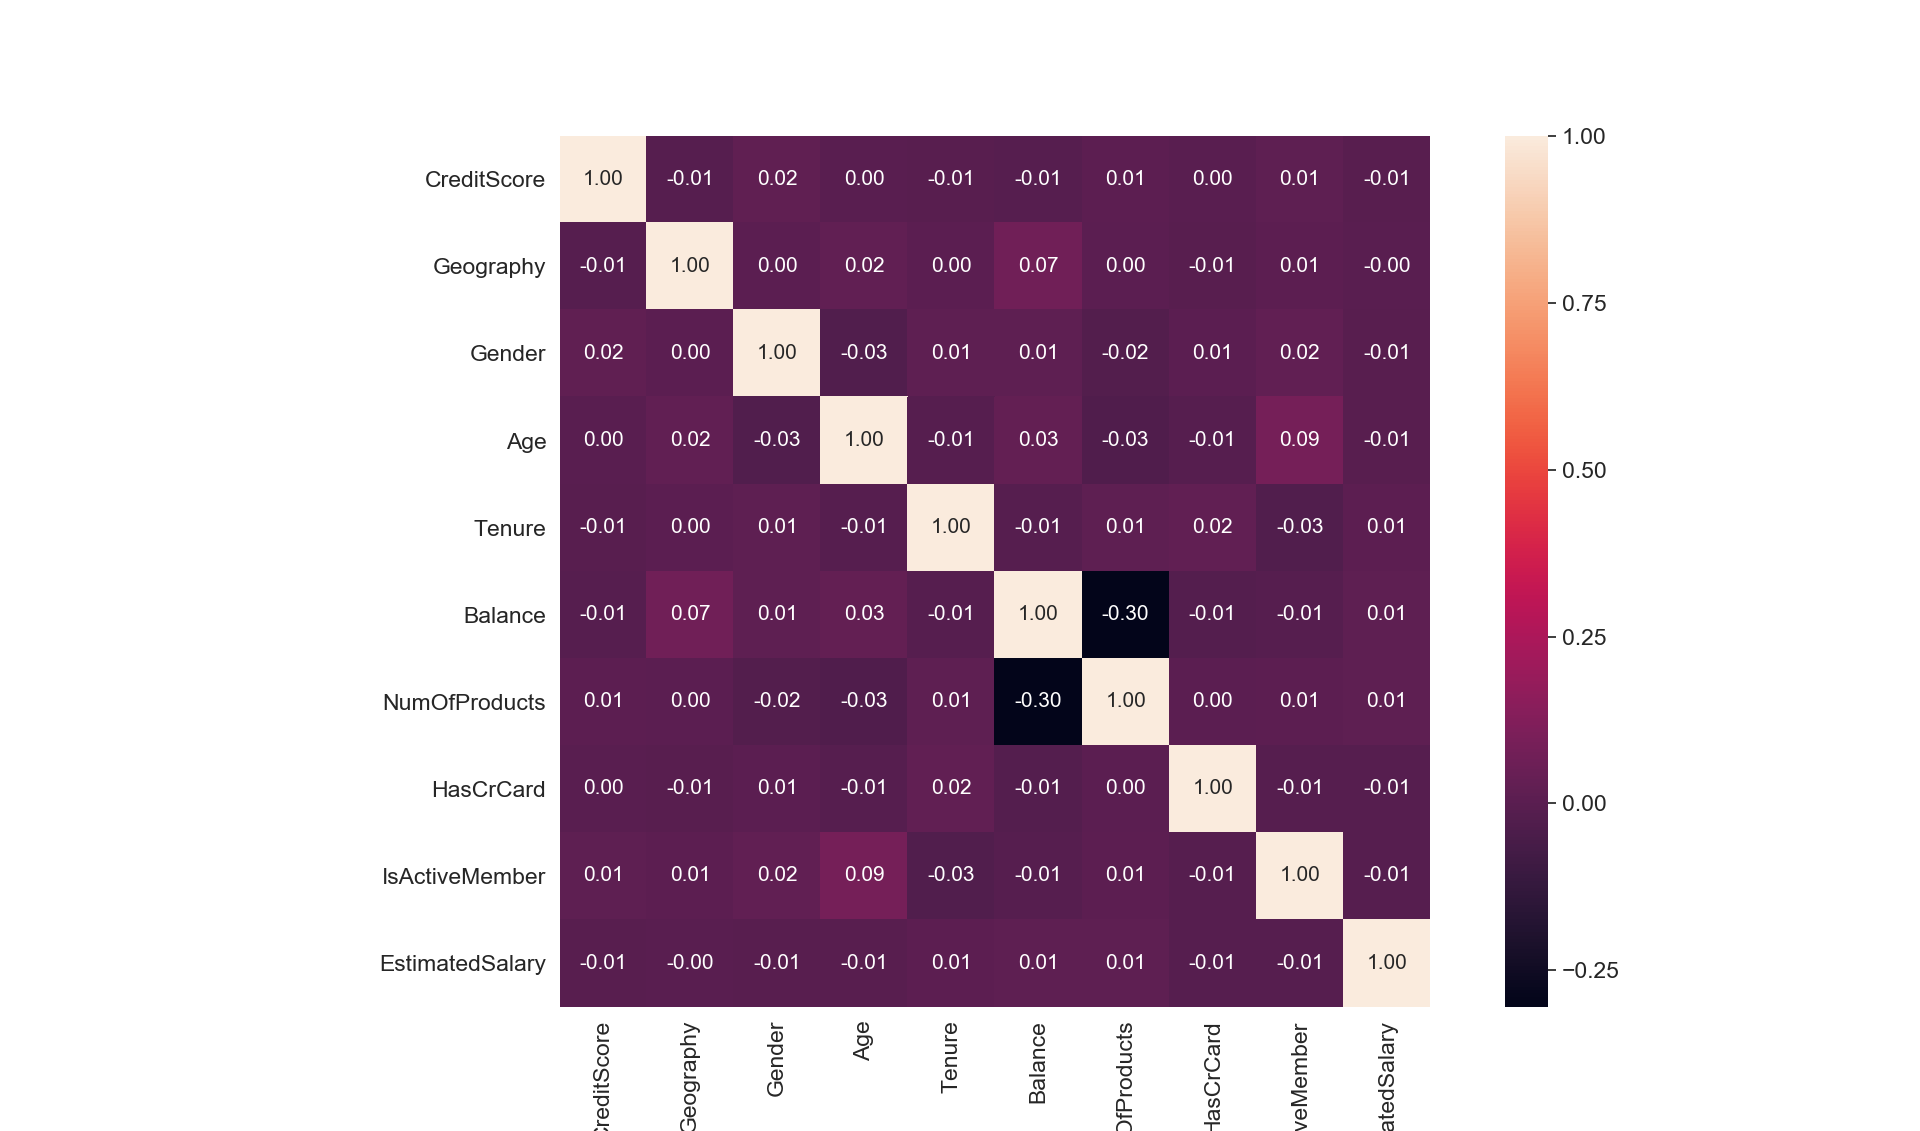 CreditScore 1.00 -0.01 0.02 0.00 -0.01 -0.01 0.01 0.00 0.01 -0.01
Geography -0.01 1.00 0.00 0.02 0.00 0.07 0.00 -0.01 0.01 -0.00
Gender 0.02 0.00 1.00 -0.03 0.01 0.01 -0.02 0.01 0.02 -0.01
Age 0.00 0.02 -0.03 1.00 -0.01 0.03 -0.03 -0.01 0.09 -0.01
Tenure -0.01 0.00 0.01 -0.01 1.00 -0.01 0.01 0.02 -0.03 0.01
Balance -0.01 0.07 0.01 0.03 -0.01 1.00 -0.30 -0.01 -0.01 0.01
NumOfProducts 0.01 0.00 -0.02 -0.03 0.01 -0.30 1.00 0.00 0.01 0.01
HasCrCard 0.00 -0.01 0.01 -0.01 0.02 -0.01 0.00 1.00 -0.01 -0.01
IsActiveMember 0.01 0.01 0.02 0.09 -0.03 -0.01 0.01 -0.01 1.00 -0.01
EstimatedSalary -0.01 -0.00 -0.01 -0.01 0.01 0.01 0.01 -0.01 -0.01 1.00
CreditScore
Geography
Gender
Age
Tenure
Balance
OfProducts
HasCrCard
veMember
atedSalary
1.00
0.75
0.50
0.25
0.00
−0.25